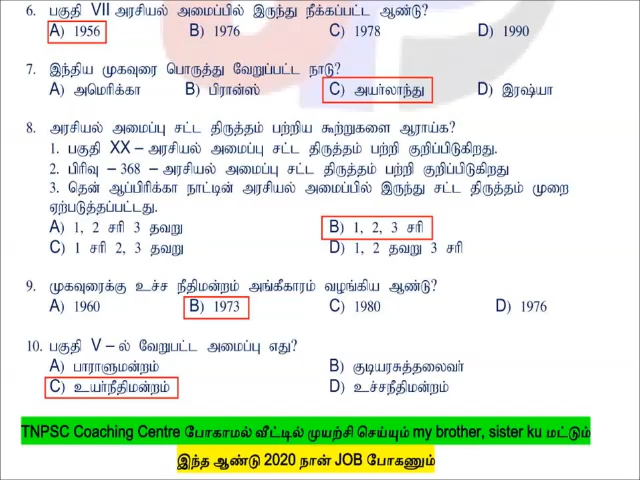 6. பகுதி VII அரசியல் அமைப்பில் இருந்து நீக்கப்பட்ட ஆண்டு?
A) 1956 B) 1976 C) 1978 D) 1990
7. இந்திய முகவுரை பொருத்து வேறுப்பட்ட நாடு?
A) அமெரிக்கா B) பிரான்ஸ் C) அயர்லாந்து D) இரஷ்யா
8. அரசியல் அமைப்பு சட்ட திருத்தம் பற்றிய கூற்றுகளை ஆராய்க?
1. பகுதி XX – அரசியல் அமைப்பு சட்ட திருத்தம் பற்றி குறிப்பிடுகிறது.
2. பிரிவு – 368 – அரசியல் அமைப்பு சட்ட திருத்தம் பற்றி குறிப்பிடுகிறது
3. தென் ஆப்பிரிக்கா நாட்டின் அரசியல் அமைப்பில் இருந்து சட்ட திருத்தம் முறை
ஏற்படுத்தப்பட்டது.
A) 1, 2 சரி 3 தவறு B) 1, 2, 3 சரி
C) 1 சரி 2, 3 தவறு D) 1, 2 தவறு 3 சரி
9. முகவுரைக்கு உச்ச நீதிமன்றம் அங்கீகாரம் வழங்கிய ஆண்டு?
A) 1960 B) 1973 C) 1980 D) 1976
10. பகுதி V – ல் வேறுபட்ட அமைப்பு எது?
A) பாராளுமன்றம் B) குடியரசுத்தலைவர்
C) உயர்நீதிமன்றம் D) உச்சநீதிமன்றம்
TNPSC Coaching Centre போகாமல் வீட்டில் முயற்சி செய்யும் my brother, sister ku மட்டும்
இந்த ஆண்டு 2020 நான் JOB போகணும்